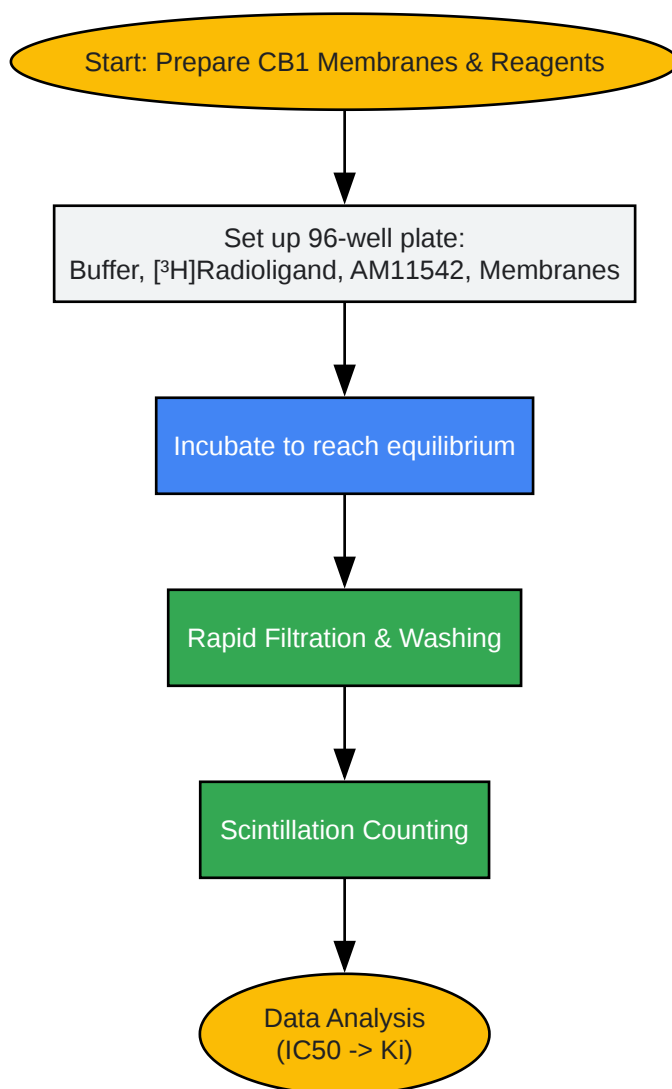 Start: Prepare CB1 Membranes & Reagents
Set up 96-well plate:
Buffer, [³H]Radioligand, AM11542, Membranes
Incubate to reach equilibrium
Rapid Filtration & Washing
Scintillation Counting
Data Analysis
(IC50 -> Ki)